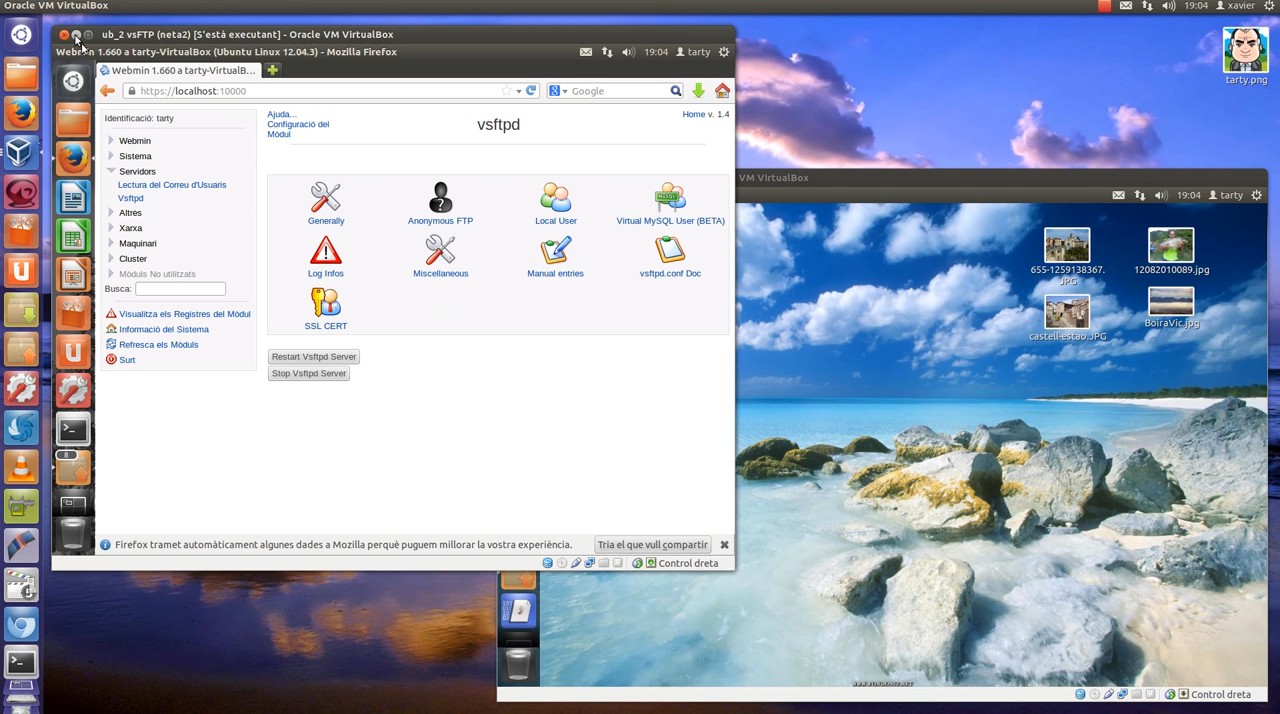 Oracle VM VirtualBox
19:04 xavier
tarty.png
ub_2 vsFTP (neta2) [S'està executant] - Oracle VM VirtualBox
Webmin 1.660 a tarty-VirtualBox (Ubuntu Linux 12.04.3) - Mozilla Firefox
19:04 tarty
Webmin 1.660 a tarty-VirtualB...
https://localhost:10000
Google
Identificació: tarty
Webmin
Sistema
Servidors
Lectura del Correu d'Usuaris
Vsftpd
Altres
Xarxa
Maquinari
Cluster
Mòduls No utilitzats
Busca:
Visualitza els Registres del Mòdul
Informació del Sistema
Refresca els Mòduls
Surt
Ajuda...
Configuració del
Mòdul
vsftpd
Home v. 1.4
Generally
Anonymous FTP
Local User
Virtual MySQL User (BETA)
Log Infos
Miscellaneous
Manual entries
vsftpd.conf Doc
SSL CERT
Restart Vsftpd Server
Stop Vsftpd Server
8
Firefox tramet automàticament algunes dades a Mozilla perquè puguem millorar la vostra experiència.
Tria el que vull compartir
Control dreta
VM VirtualBox
19:04 tarty
655-1259138367.
JPG
12082010089.jpg
castell-estao.JPG
BoiraVic.jpg
Control dreta